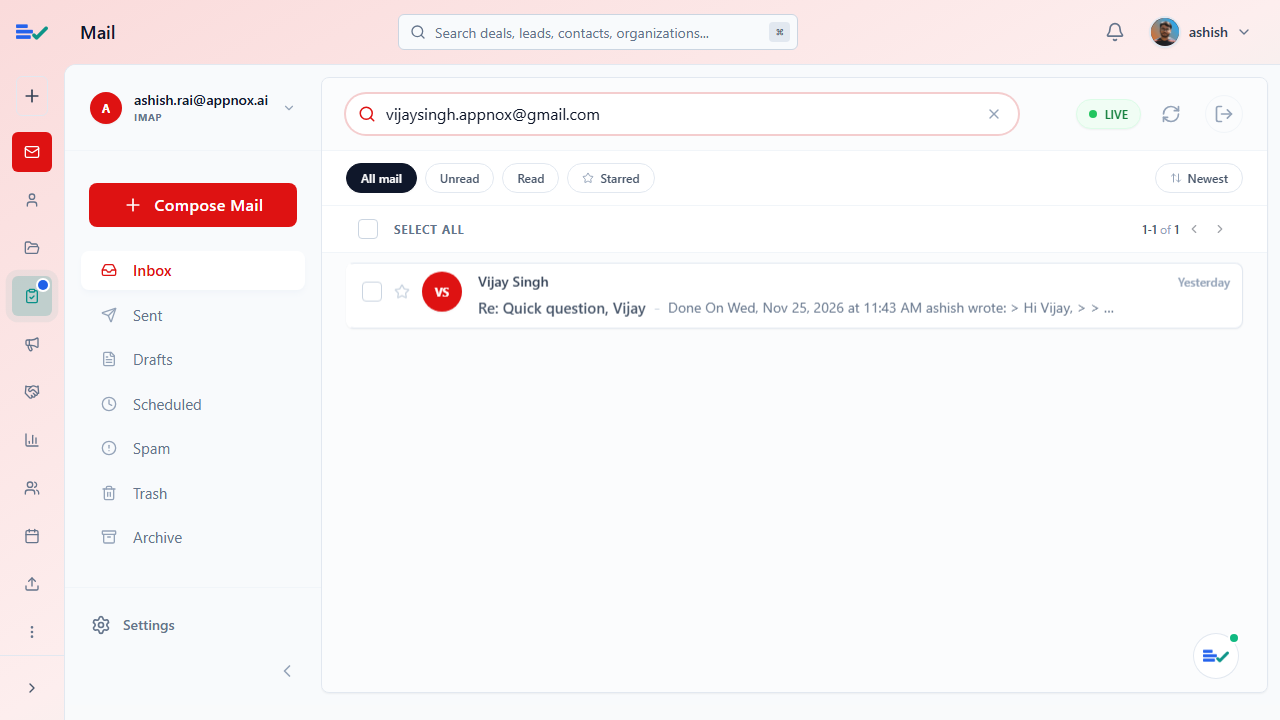 Mail
Search deals, leads, contacts, organizations...
⌘
ashish
A
ashish.rai@appnox.ai
IMAP
vijaysingh.appnox@gmail.com
LIVE
Compose Mail
All mail
Unread
Read
Starred
Newest
SELECT ALL
1-1 of 1
Inbox
Sent
Drafts
Scheduled
Spam
Trash
Archive
Settings
VS
Vijay Singh
Yesterday
Re: Quick question, Vijay – Done On Wed, Nov 25, 2026 at 11:43 AM ashish wrote: > Hi Vijay, > > ...